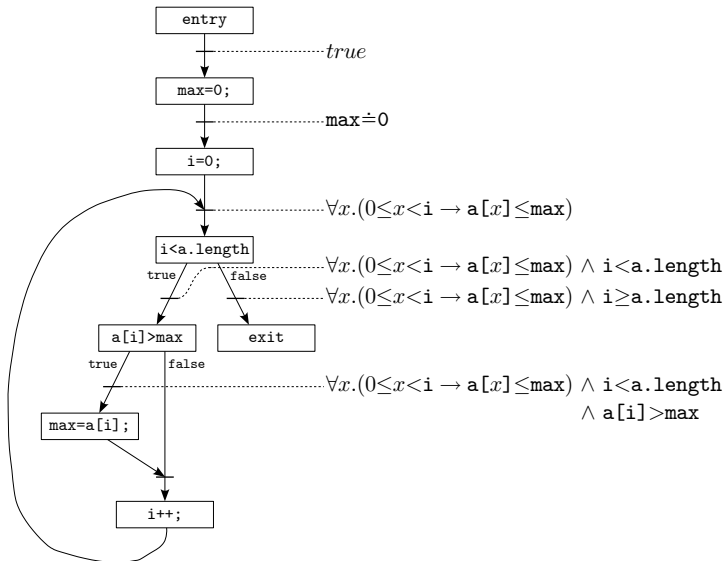 entry
true
max=0;
max≐0
i=0;
∀x.(0≤x<i → a[x]≤max)
i<a.length
∀x.(0≤x<i → a[x]≤max) ∧ i<a.length
true
false
∀x.(0≤x<i → a[x]≤max) ∧ i≥a.length
a[i]>max
exit
true
false
∀x.(0≤x<i → a[x]≤max) ∧ i<a.length
∧ a[i]>max
max=a[i];
i++;